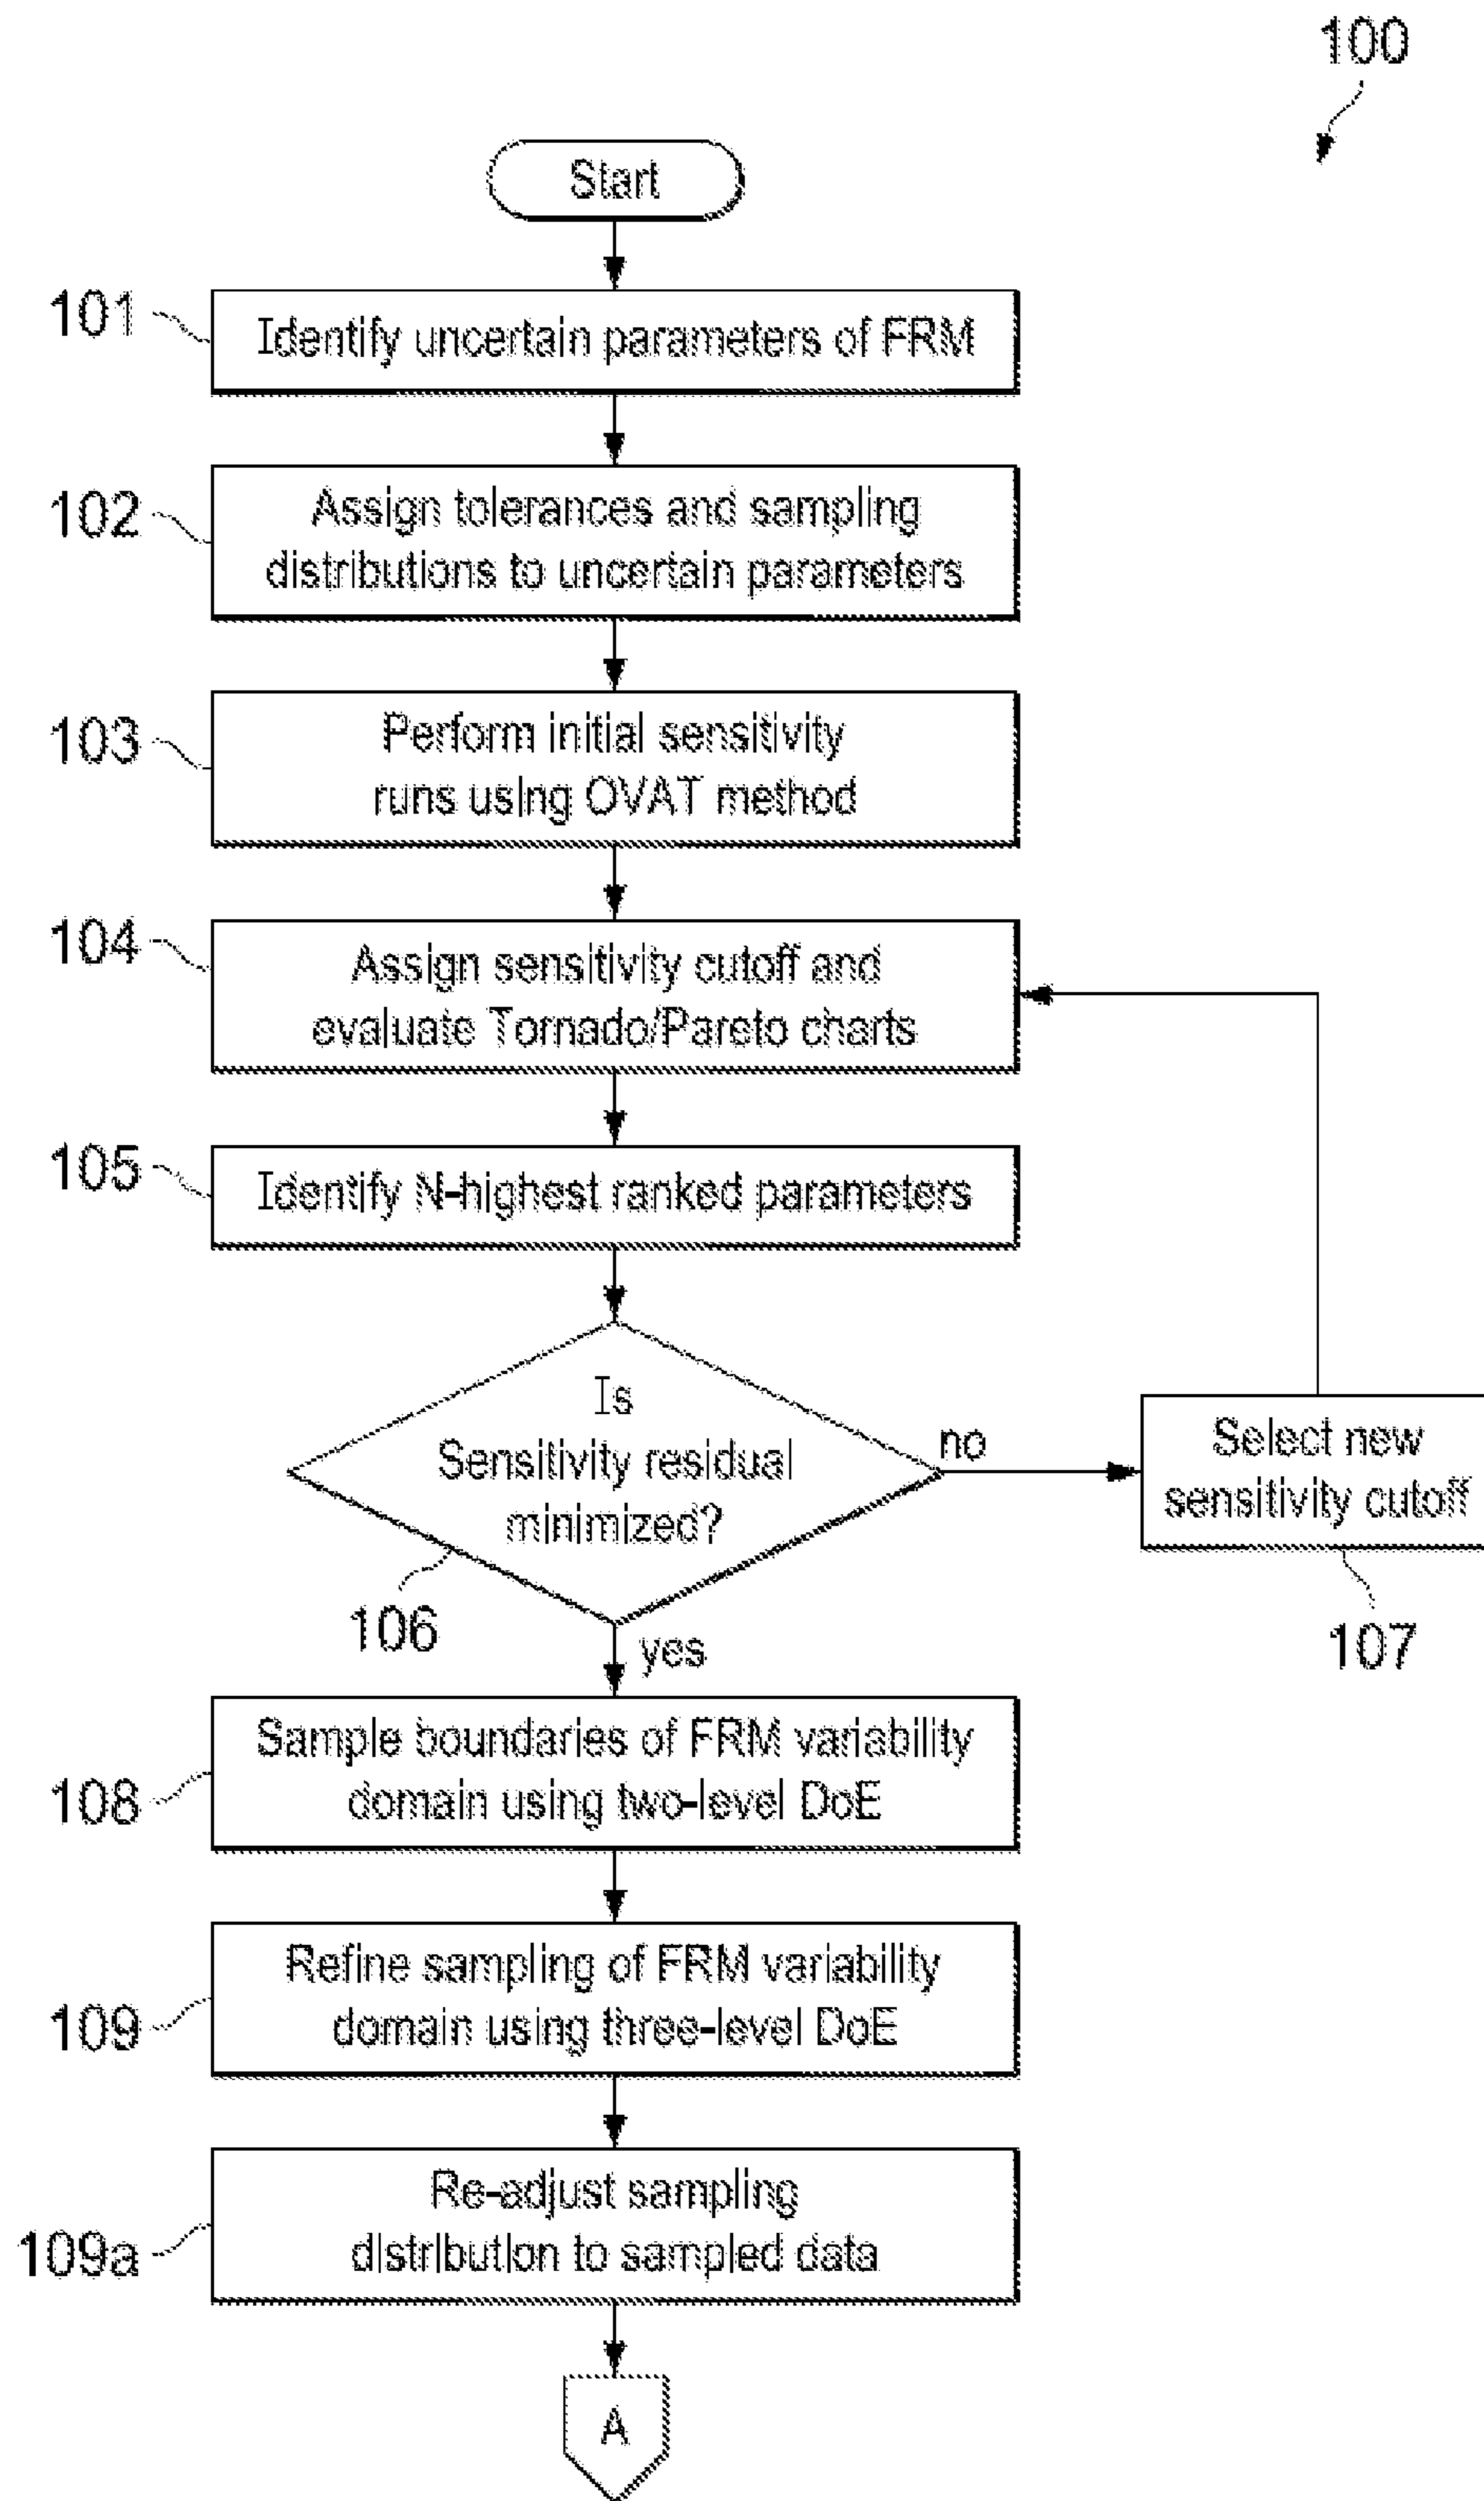 100
Start
101
Identify uncertain parameters of FRM
102
Assign tolerances and sampling
distributions to uncertain parameters
103
Perform initial sensitivity
runs using OVAT method
104
Assign sensitivity cutoff and
evaluate Tornado/Pareto charts
105
Identify N-highest ranked parameters
Is
Sensitivity residual
minimized?
106
no
Select new
sensitivity cutoff
107
yes
108
Sample boundaries of FRM variability
domain using two-level DoE
109
Refine sampling of FRM variability
domain using three-level DoE
109a
Re-adjust sampling
distribution to sampled data
A